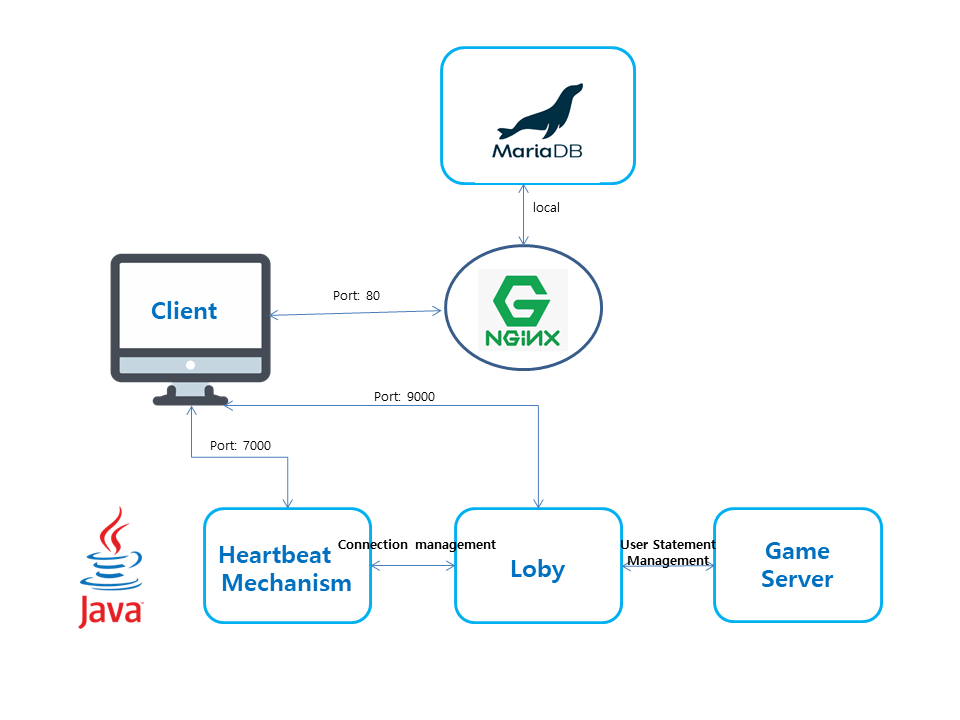 MariaDB
local
Client
Port: 80
NGiNX
Port: 9000
Port: 7000
Connection management
User Statement
Management
Heartbeat
Mechanism
Loby
Game
Server
Java